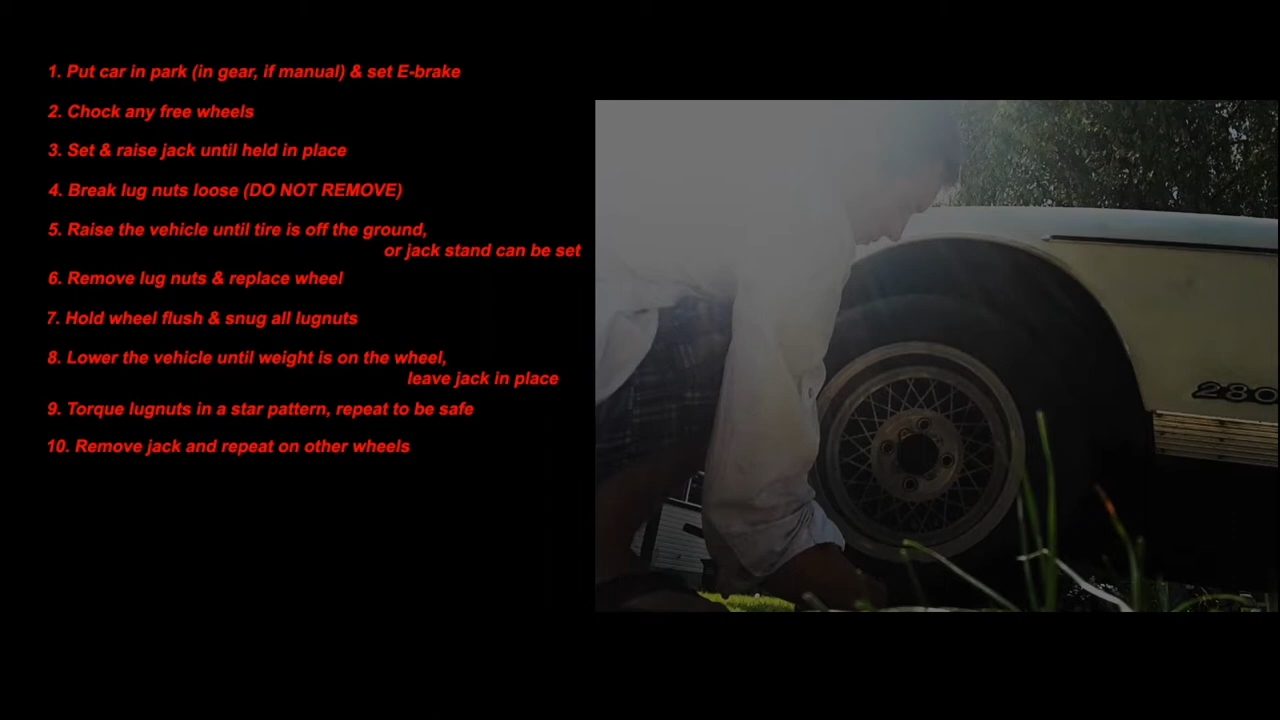 1. Put car in park (in gear, if manual) & set E-brake
2. Chock any free wheels
3. Set & raise jack until held in place
4. Break lug nuts loose (DO NOT REMOVE)
5. Raise the vehicle until tire is off the ground,
or jack stand can be set
6. Remove lug nuts & replace wheel
7. Hold wheel flush & snug all lugnuts
8. Lower the vehicle until weight is on the wheel,
leave jack in place
9. Torque lugnuts in a star pattern, repeat to be safe
10. Remove jack and repeat on other wheels
280